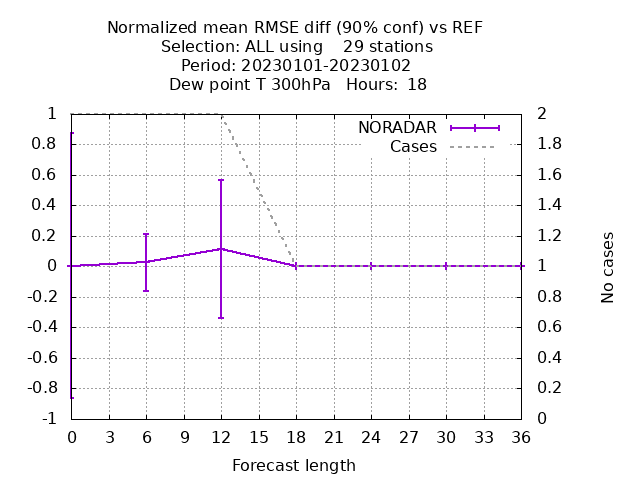 Normalized mean RMSE diff (90% conf) vs REF
Selection: ALL using    29 stations
Period: 20230101-20230102
Dew point T 300hPa   Hours:  18
NORADAR
Cases
1
0.8
0.6
0.4
0.2
0
-0.2
-0.4
-0.6
-0.8
-1
2
1.8
1.6
1.4
1.2
1
0.8
0.6
0.4
0.2
0
No cases
0 3 6 9 12 15 18 21 24 27 30 33 36
Forecast length